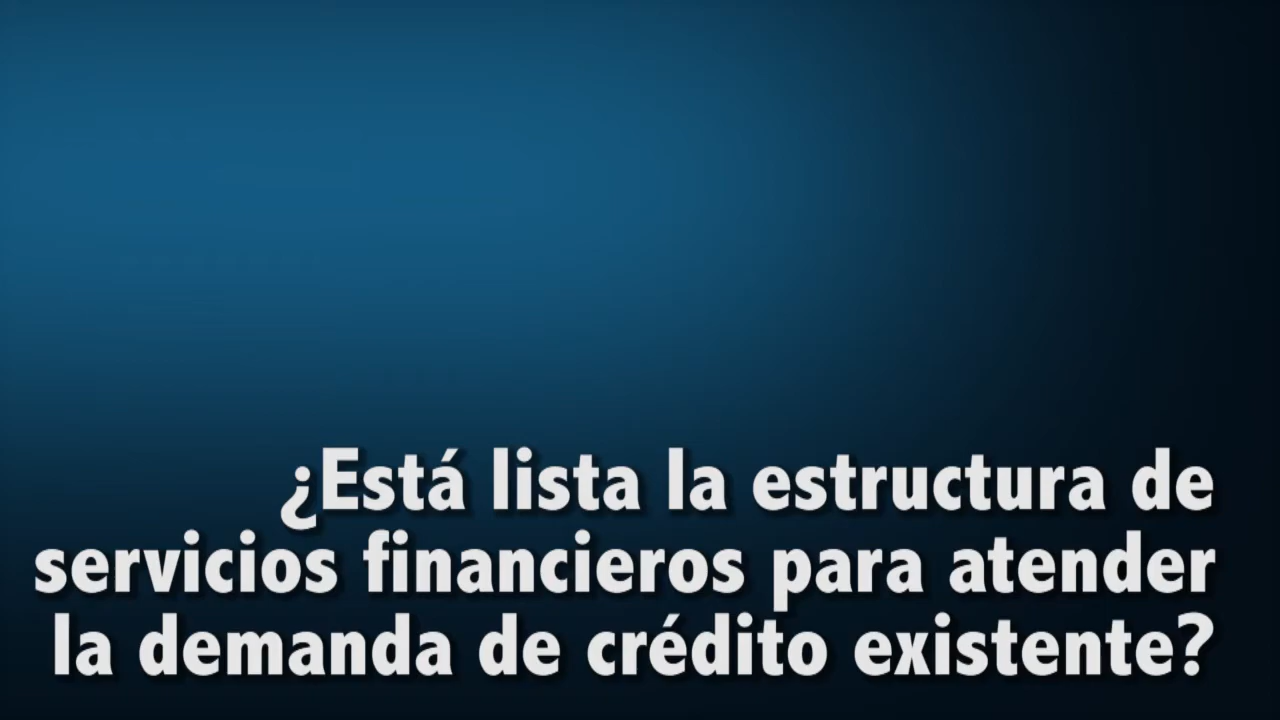 ¿Está lista la estructura de
servicios financieros para atender
la demanda de crédito existente?